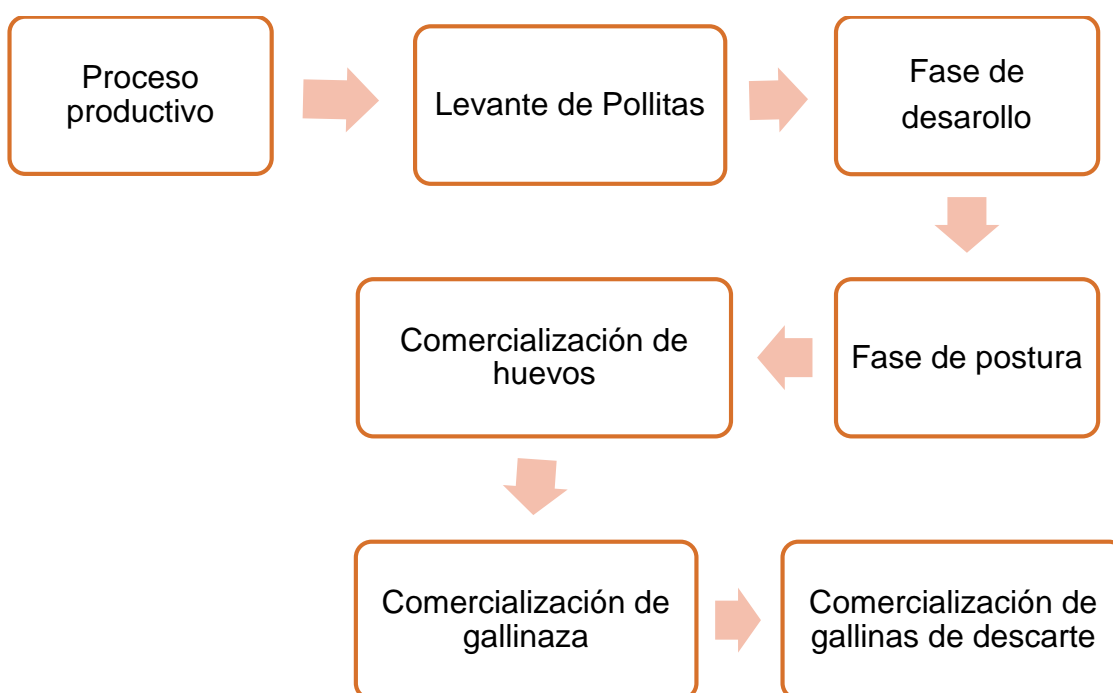 Proceso
productivo
Levante de Pollitas
Fase de
desarollo
Fase de postura
Comercialización de
huevos
Comercialización de
gallinaza
Comercialización de
gallinas de descarte